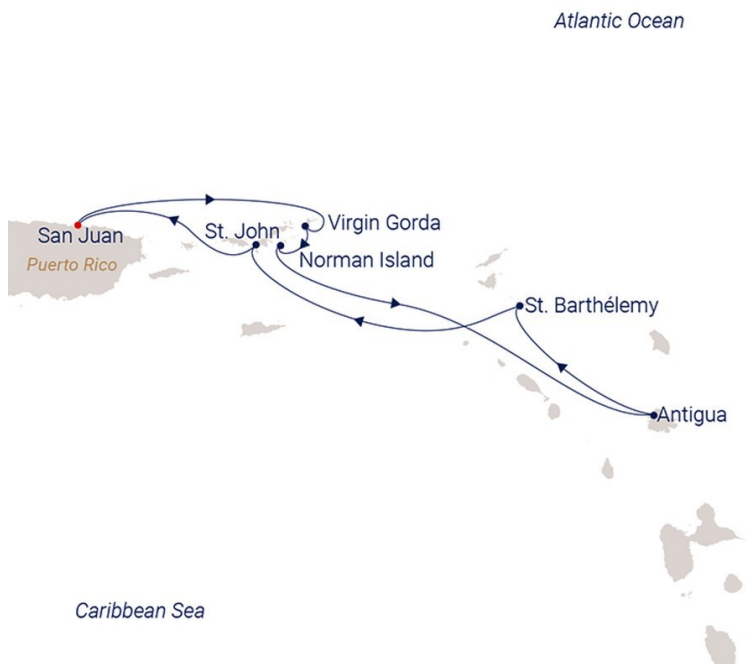 Atlantic Ocean
San Juan
Puerto Rico
St. John
Virgin Gorda
Norman Island
St. Barthélemy
Antigua
Caribbean Sea